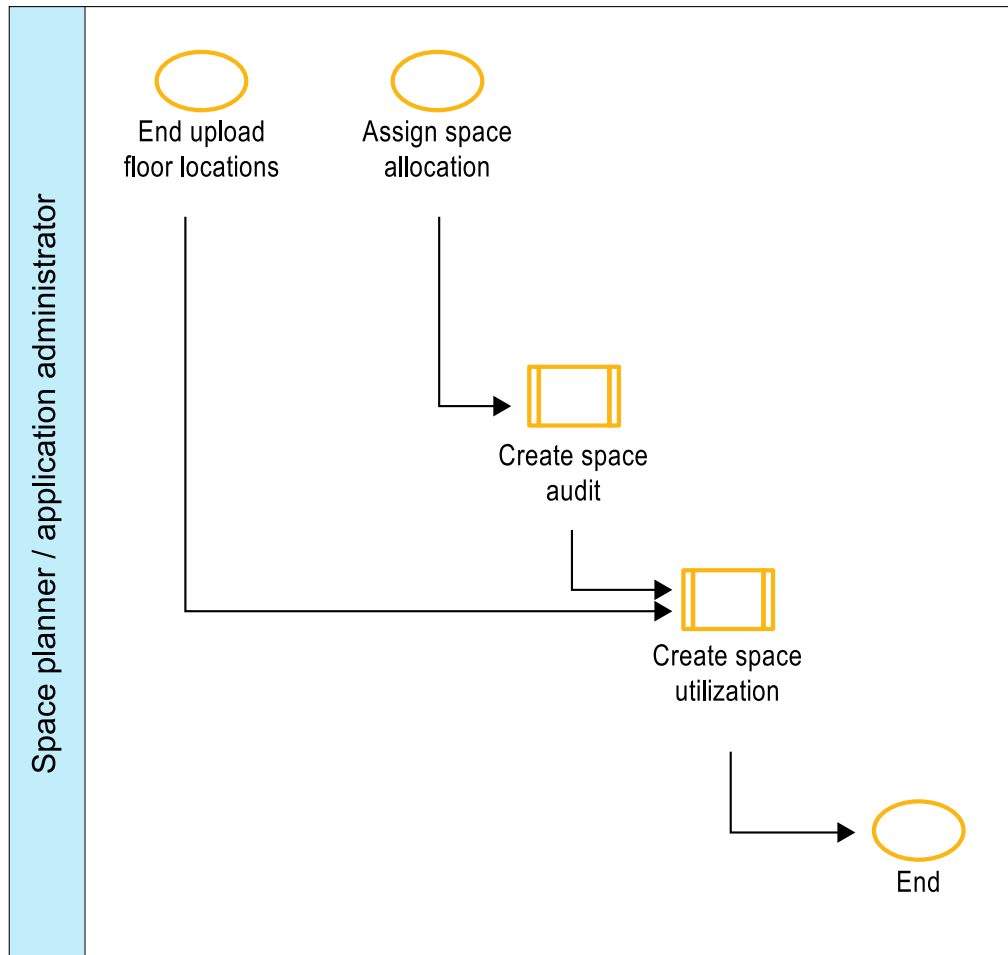 Space planner / application administrator
End upload
floor locations
Assign space
allocation
Create space
audit
Create space
utilization
End